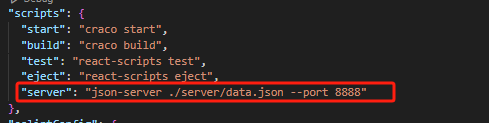 "scripts": {
"start": "craco start",
"build": "craco build",
"test": "react-scripts test",
"eject": "react-scripts eject",
"server": "json-server ./server/data.json --port 8888"
},